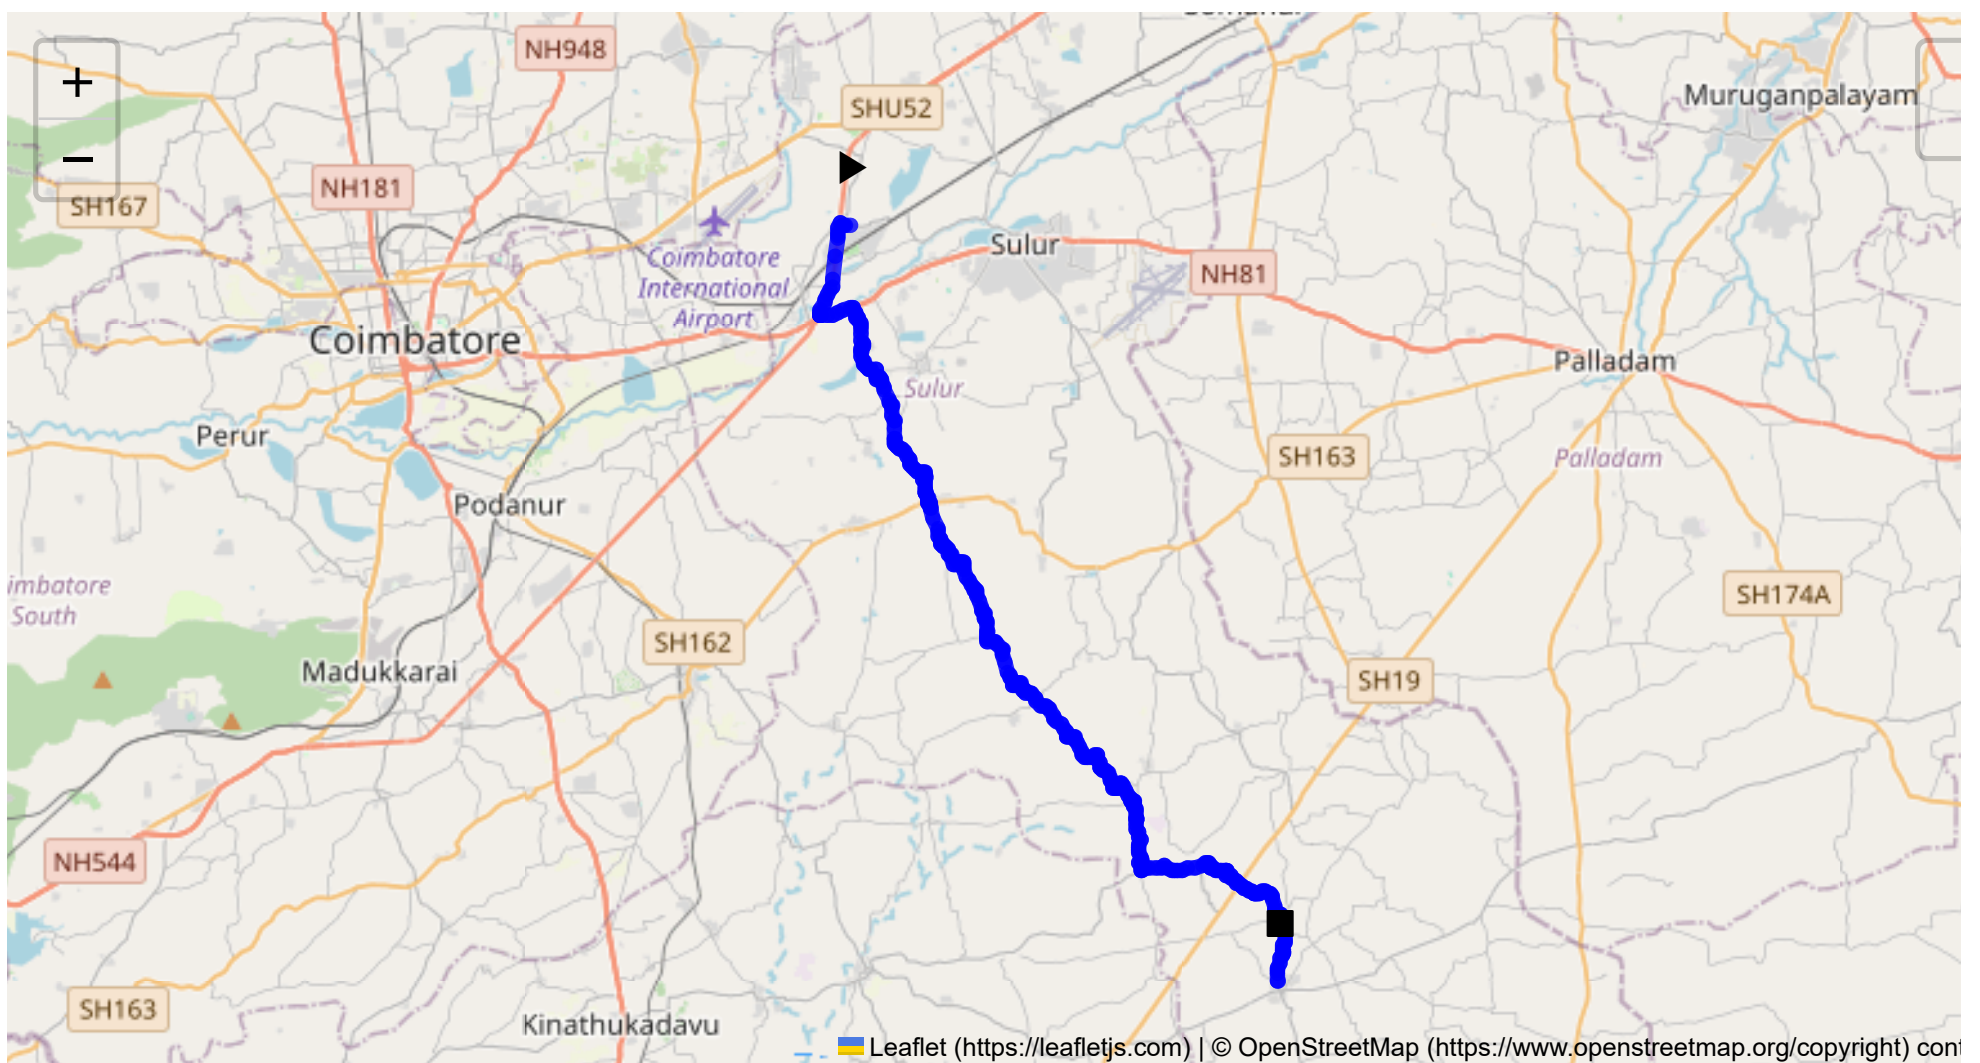 +
−
NH948
SHU52
Muruganpalayam
NH181
SH167
Sulur
NH81
Coimbatore
International
Airport
Coimbatore
Palladam
Sulur
Perur
SH163
Palladam
Podanur
imbatore
South
SH174A
SH162
Madukkarai
SH19
NH544
SH163
Kinathukadavu
Leaflet (https://leafletjs.com) | © OpenStreetMap (https://www.openstreetmap.org/copyright) cont